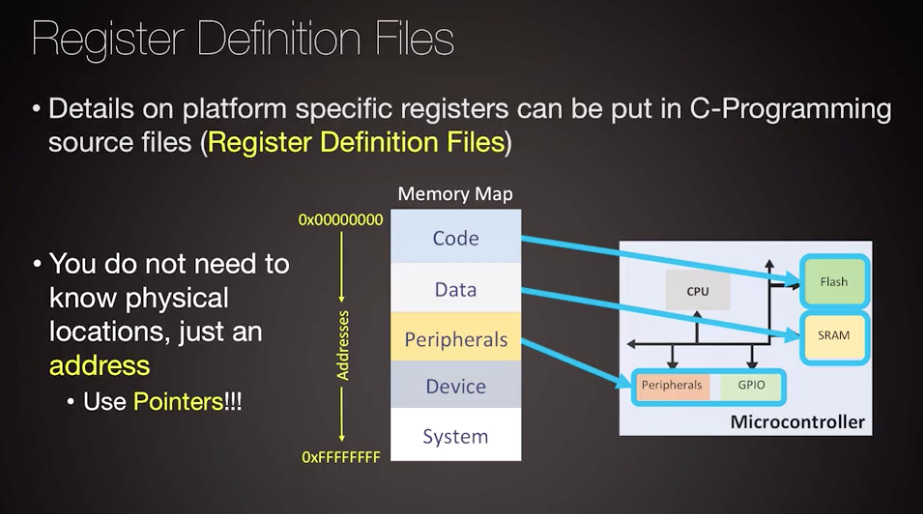 Register Definition Files
• Details on platform specific registers can be put in C-Programming
source files (Register Definition Files)
Memory Map
0x00000000
Code
Data
Peripherals
Device
System
Addresses
0xFFFFFFFF
• You do not need to
know physical
locations, just an
address
• Use Pointers!!!
CPU
Flash
SRAM
Peripherals
GPIO
Microcontroller